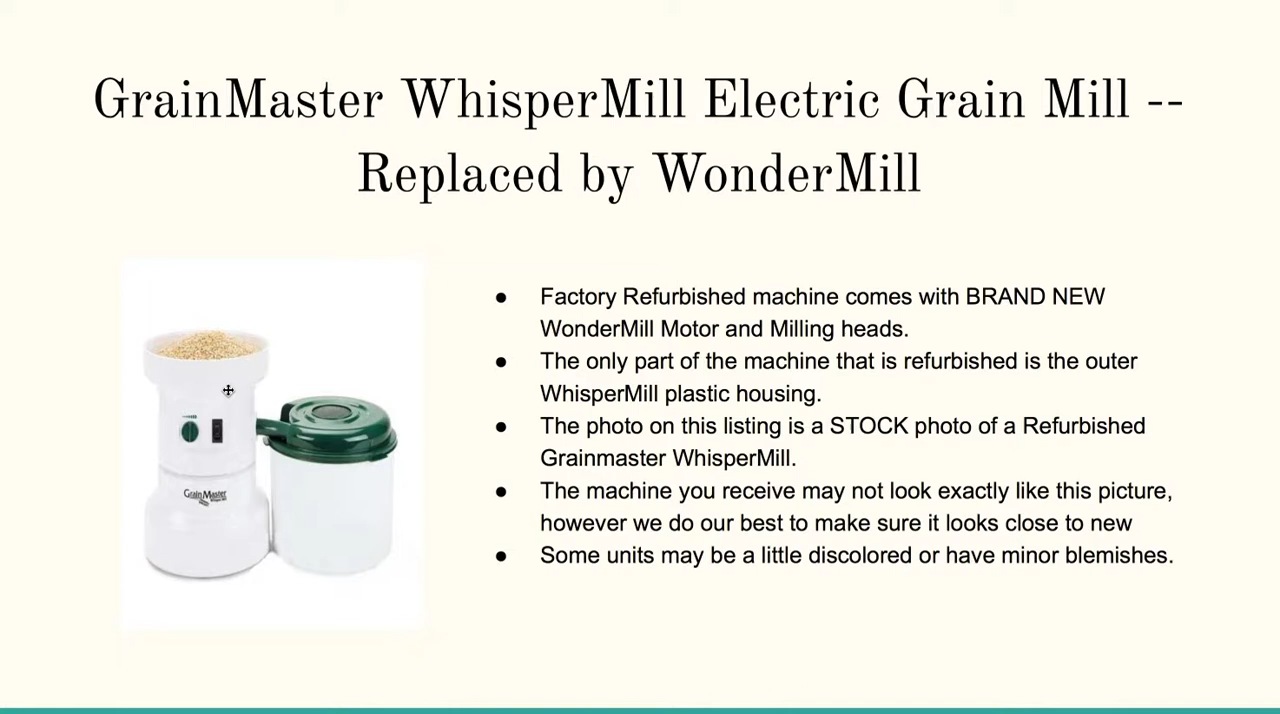 GrainMaster WhisperMill Electric Grain Mill --
Replaced by WonderMill
● Factory Refurbished machine comes with BRAND NEW
WonderMill Motor and Milling heads.
● The only part of the machine that is refurbished is the outer
WhisperMill plastic housing.
● The photo on this listing is a STOCK photo of a Refurbished
Grainmaster WhisperMill.
● The machine you receive may not look exactly like this picture,
however we do our best to make sure it looks close to new
● Some units may be a little discolored or have minor blemishes.
GrainMaster